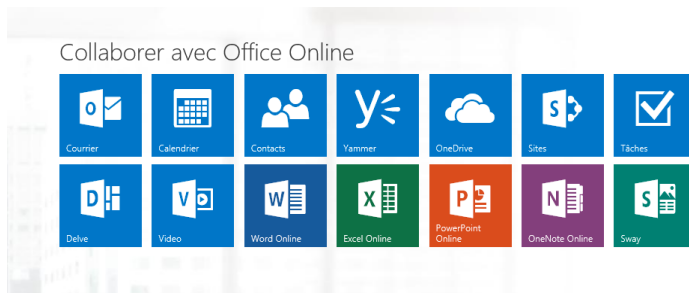 Collaborer avec Office Online
Courrier
Calendrier
Contacts
Yammer
OneDrive
Sites
Tâches
Delve
Video
Word Online
Excel Online
PowerPoint
Online
OneNote Online
Sway